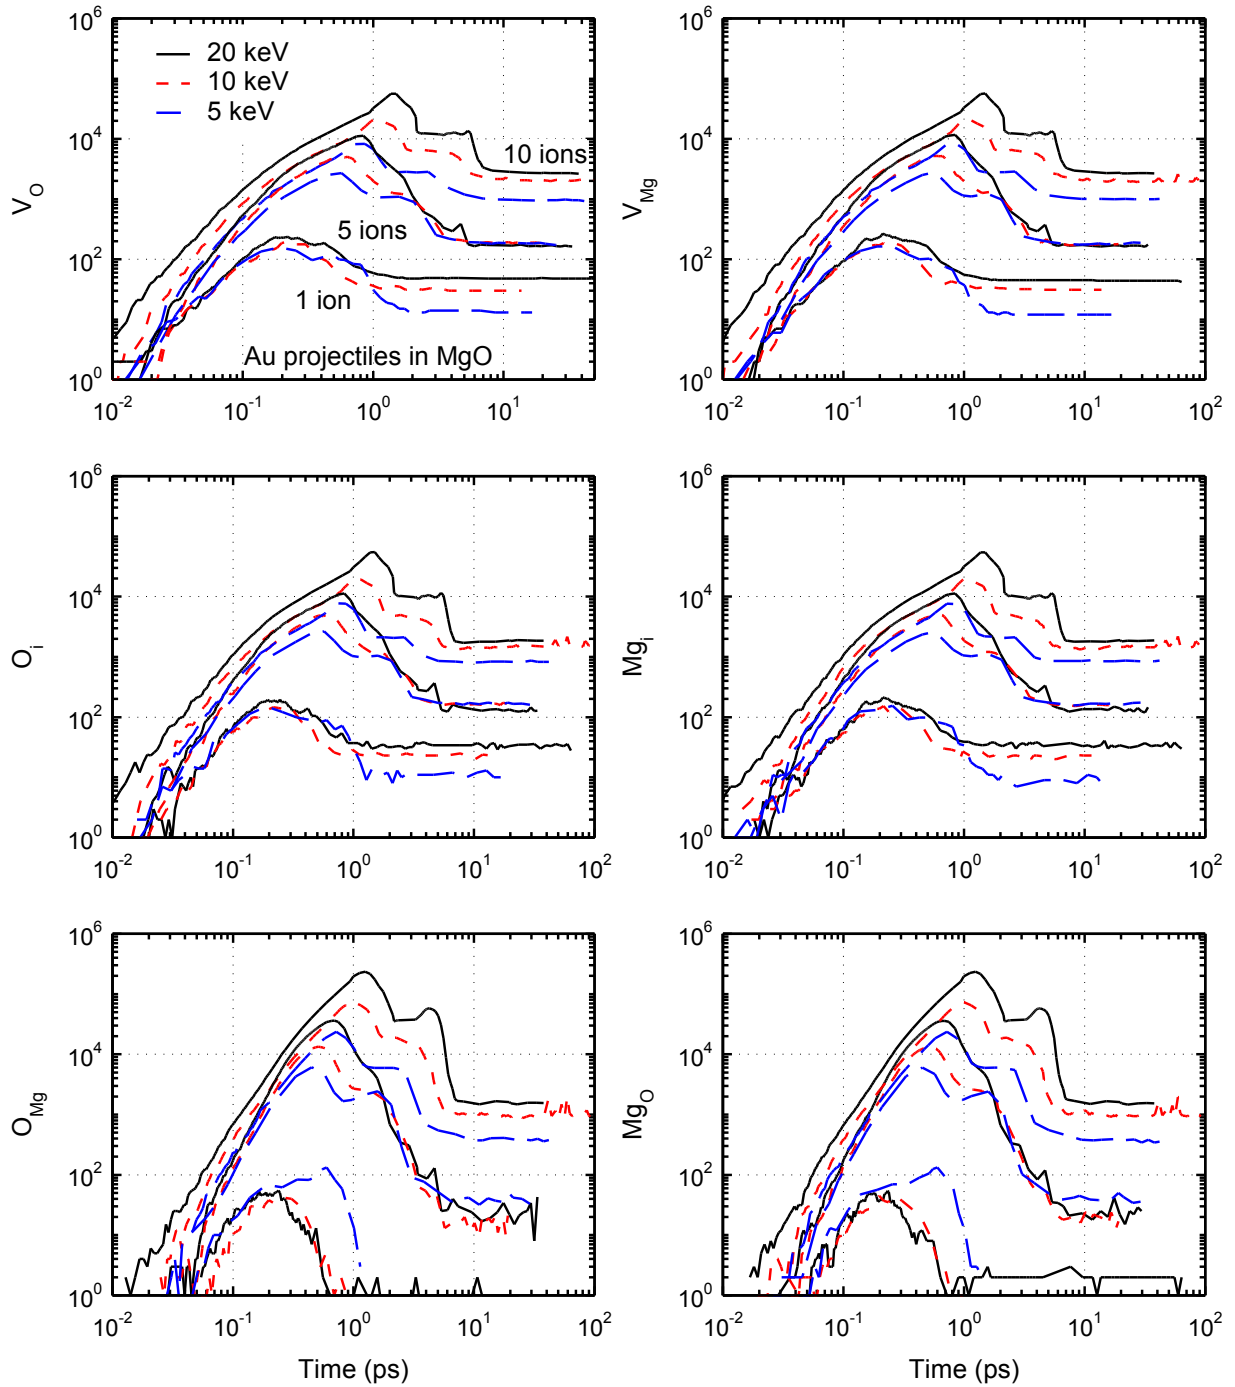 10^6
10^4
10^2
10^0
V_O
20 keV
10 keV
5 keV
10 ions
5 ions
1 ion
Au projectiles in MgO
10^-2 10^-1 10^0 10^1
10^6
10^4
10^2
10^0
V_Mg
10^-2 10^-1 10^0 10^1 10^2
10^6
10^4
10^2
10^0
O_i
10^-2 10^-1 10^0 10^1 10^2
10^6
10^4
10^2
10^0
Mg_i
10^-2 10^-1 10^0 10^1 10^2
10^6
10^4
10^2
10^0
O_Mg
10^-2 10^-1 10^0 10^1 10^2
Time (ps)
10^6
10^4
10^2
10^0
Mg_O
10^-2 10^-1 10^0 10^1 10^2
Time (ps)